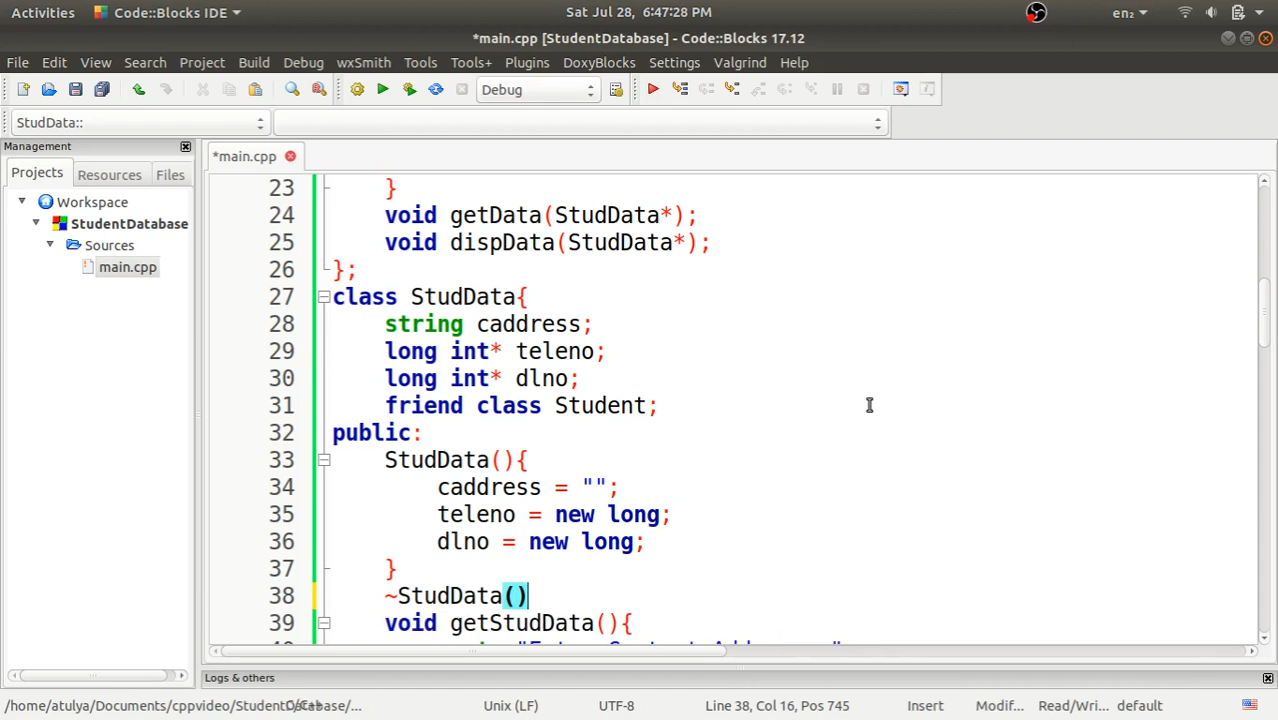 Activities
Code::Blocks IDE
Sat Jul 28, 6:47:28 PM
en₂
*main.cpp [StudentDatabase] - Code::Blocks 17.12
File Edit View Search Project Build Debug wxSmith Tools Tools+ Plugins DoxyBlocks Settings Valgrind Help
Debug
StudData::
Management
*main.cpp
Projects Resources Files
Workspace
StudentDatabase
Sources
main.cpp
23 }
24 void getData(StudData*);
25 void dispData(StudData*);
26 };
27 class StudData{
28 string caddress;
29 long int* teleno;
30 long int* dlno;
31 friend class Student;
32 public:
33 StudData(){
34 caddress = "";
35 teleno = new long;
36 dlno = new long;
37 }
38 ~StudData()
39 void getStudData(){
Logs & others
Unix (LF) UTF-8 Line 38, Col 16, Pos 745 Insert Modif... Read/Wri... default